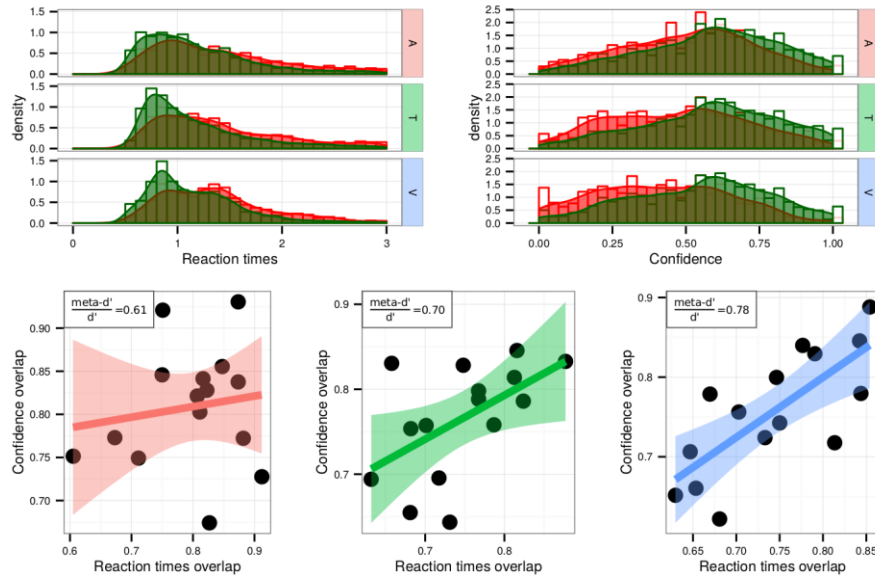 density
1.5
1.0
0.5
0.0
A
1.5
1.0
0.5
0.0
T
1.5
1.0
0.5
0.0
V
0 1 2 3
Reaction times
density
2.5
2.0
1.5
1.0
0.5
0.0
A
2.5
2.0
1.5
1.0
0.5
0.0
T
2.5
2.0
1.5
1.0
0.5
0.0
V
0.00 0.25 0.50 0.75 1.00
Confidence
meta-d'
d'
=0.61
Confidence overlap
0.90
0.85
0.80
0.75
0.70
0.6 0.7 0.8 0.9
Reaction times overlap
meta-d'
d'
=0.70
Confidence overlap
0.9
0.8
0.7
0.7 0.8
Reaction times overlap
meta-d'
d'
=0.78
Confidence overlap
0.9
0.8
0.7
0.65 0.70 0.75 0.80 0.85
Reaction times overlap